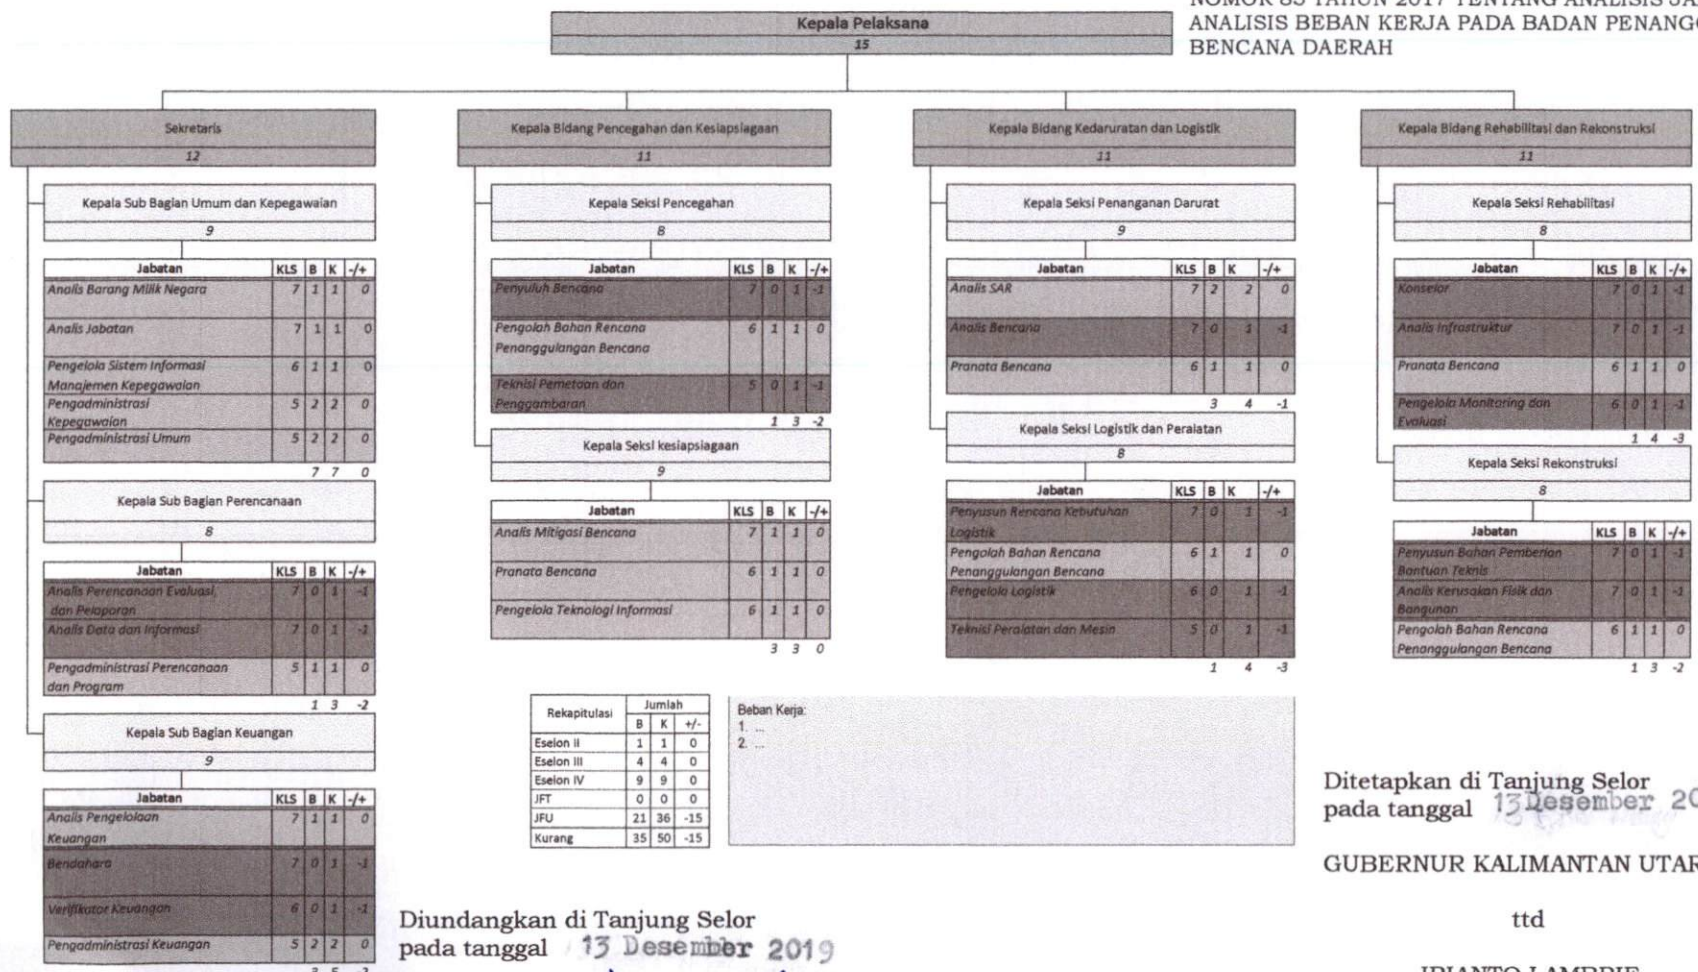 NOMOR 83 TAHUN 2017 TENTANG ANALISIS
ANALISIS BEBAN KERJA PADA BADAN
BENCANA DAERAH
Kepala Pelaksana
15
Sekretaris
12
Kepala Sub Bagian Umum dan Kepegawaian
9
Jabatan KLS B K -/+
Analis Barang Milik Negara 7 1 1 0
Analis Jabatan 7 1 1 0
Pengelola Sistem Informasi
Manajemen Kepegawaian 6 1 1 0
Pengadministrasi
Kepegawaian 5 2 2 0
Pengadministrasi Umum 5 2 2 0
7 7 0
Kepala Sub Bagian Perencanaan
8
Jabatan KLS B K -/+
Analis Perencanaan Evaluasi,
dan Pelaporan 7 0 1 -1
Analis Data dan Informasi 7 0 1 -1
Pengadministrasi Perencanaan
dan Program 5 1 1 0
1 3 -2
Kepala Sub Bagian Keuangan
9
Jabatan KLS B K -/+
Analis Pengelolaan
Keuangan 7 1 1 0
Bendahara 7 0 1 -1
Verifikator Keuangan 6 0 1 -1
Pengadministrasi Keuangan 5 2 2 0
3 5 -2
Kepala Bidang Pencegahan dan Kesiapsiagaan
11
Kepala Seksi Pencegahan
8
Jabatan KLS B K -/+
Penyuluh Bencana 7 0 1 -1
Pengolah Bahan Rencana
Penanggulangan Bencana 6 1 1 0
Teknisi Pemetaan dan
Penggambaran 5 0 1 -1
1 3 -2
Kepala Seksi kesiapsiagaan
9
Jabatan KLS B K -/+
Analis Mitigasi Bencana 7 1 1 0
Pranata Bencana 6 1 1 0
Pengelola Teknologi Informasi 6 1 1 0
3 3 0
Kepala Bidang Kedaruratan dan Logistik
11
Kepala Seksi Penanganan Darurat
9
Jabatan KLS B K -/+
Analis SAR 7 2 2 0
Analis Bencana 7 0 1 -1
Pranata Bencana 6 1 1 0
3 4 -1
Kepala Seksi Logistik dan Peralatan
8
Jabatan KLS B K -/+
Penyusun Rencana Kebutuhan
Logistik 7 0 1 -1
Pengolah Bahan Rencana
Penanggulangan Bencana 6 1 1 0
Pengelola Logistik 6 0 1 -1
Teknisi Peralatan dan Mesin 5 0 1 -1
1 4 -3
Kepala Bidang Rehabilitasi dan Rekonstruksi
11
Kepala Seksi Rehabilitasi
8
Jabatan KLS B K -/+
Konselor 7 0 1 -1
Analis Infrastruktur 7 0 1 -1
Pranata Bencana 6 1 1 0
Pengelola Monitoring dan
Evaluasi 6 0 1 -1
1 4 -3
Kepala Seksi Rekonstruksi
8
Jabatan KLS B K -/+
Penyusun Bahan Pemberian
Bantuan Teknis 7 0 1 -1
Analis Kerusakan Fisik dan
Bangunan 7 0 1 -1
Pengolah Bahan Rencana
Penanggulangan Bencana 6 1 1 0
1 3 -2
Rekapitulasi Jumlah
B K +/-
Eselon II 1 1 0
Eselon III 4 4 0
Eselon IV 9 9 0
JFT 0 0 0
JFU 21 36 -15
Kurang 35 50 -15
Beban Kerja:
1. ...
2. ...
Diundangkan di Tanjung Selor
pada tanggal 13 Desember 2019
Ditetapkan di Tanjung Selor
pada tanggal 13 Desember
GUBERNUR KALIMANTAN
ttd